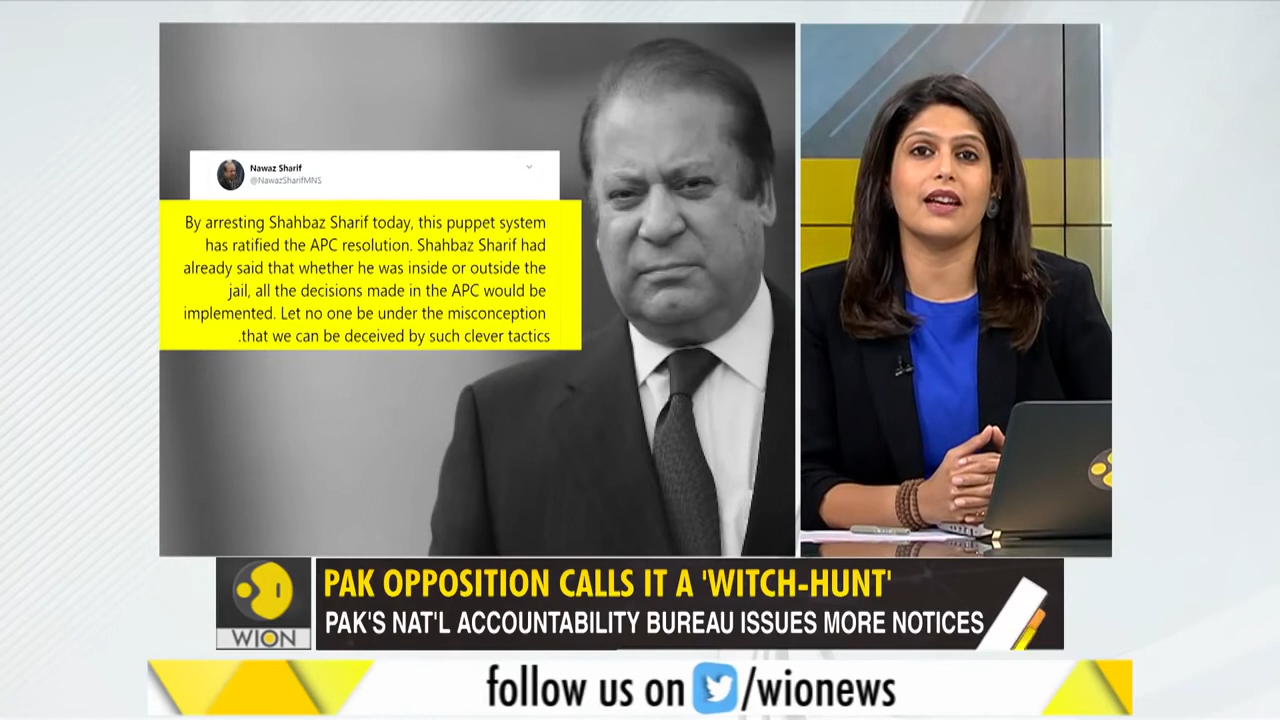 Nawaz Sharif
@NawazSharifMNS
By arresting Shahbaz Sharif today, this puppet system
has ratified the APC resolution. Shahbaz Sharif had
already said that whether he was inside or outside the
jail, all the decisions made in the APC would be
implemented. Let no one be under the misconception
.that we can be deceived by such clever tactics
PAK OPPOSITION CALLS IT A 'WITCH-HUNT'
PAK'S NAT'L ACCOUNTABILITY BUREAU ISSUES MORE NOTICES
WION
follow us on /wionews